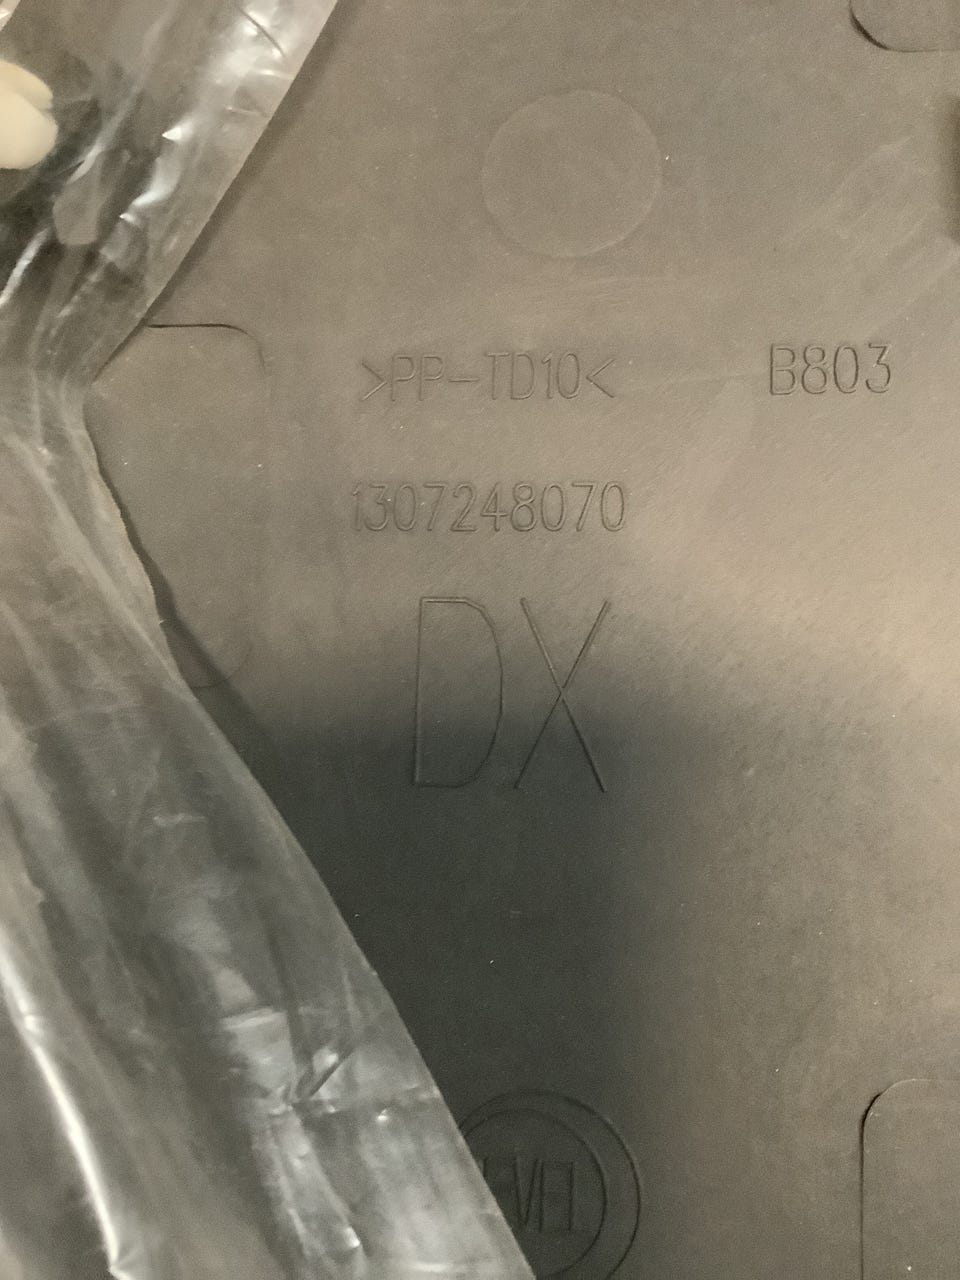 >PP-TD10<
B803
1307248070
DX